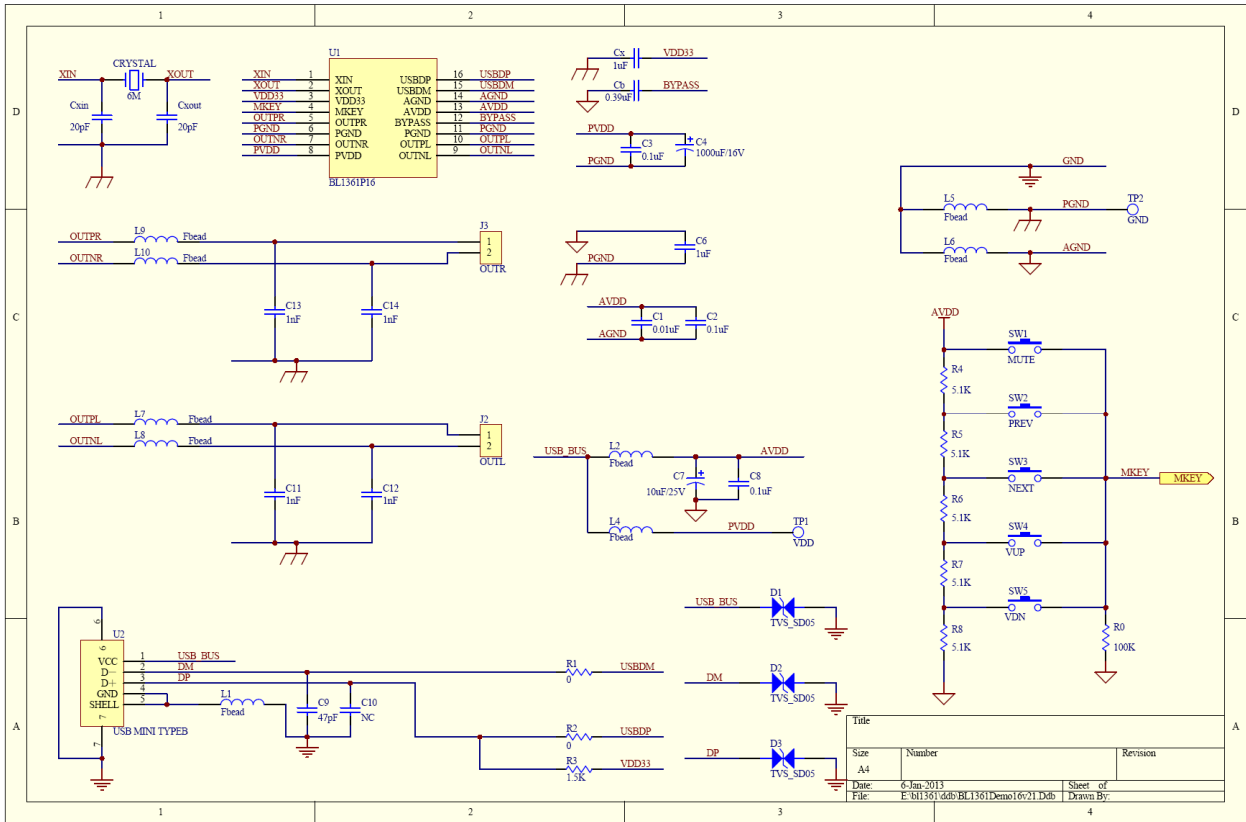 1 2 3 4
D
C
B
A
D
C
B
A
XIN CRYSTAL XOUT
6M
Cxin
20pF
Cxout
20pF
U1
XIN 1 XIN USBDP 16 USBDP
XOUT 2 XOUT USBDM 15 USBDM
VDD33 3 VDD33 AGND 14 AGND
MKEY 4 MKEY AVDD 13 AVDD
OUTPR 5 OUTPR BYPASS 12 BYPASS
PGND 6 PGND PGND 11 PGND
OUTNR 7 OUTNR OUTPL 10 OUTPL
PVDD 8 PVDD OUTNL 9 OUTNL
BL1361P16
Cx VDD33
1uF
Cb BYPASS
0.39uF
PVDD
C3
0.1uF
+
C4
1000uF/16V
PGND
GND
L5 PGND TP2
Fbead GND
L6 AGND
Fbead
L9 J3
OUTPR Fbead 1
L10
OUTNR Fbead 2
OUTR
C13
1nF
C14
1nF
C6
1uF
PGND
AVDD
C1
0.01uF
C2
0.1uF
AGND
AVDD
SW1
MUTE
R4
5.1K
SW2
PREV
R5
5.1K
SW3
NEXT
MKEY MKEY
R6
5.1K
SW4
VUP
R7
5.1K
SW5
VDN
R8
5.1K
R0
100K
L7 J2
OUTPL Fbead 1
L8
OUTNL Fbead 2
OUTL
C11
1nF
C12
1nF
USB_BUS L2 AVDD
Fbead
C7 +
10uF/25V
C8
0.1uF
L4 PVDD TP1
Fbead VDD
6
U2
6
VCC 1 USB_BUS
D- 2 DM
D+ 3 DP
GND 4
SHELL 5
7
7
USB MINI TYPEB
L1
Fbead
C9
47pF
C10
NC
R1 USBDM
0
R2 USBDP
0
R3 VDD33
1.5K
USB_BUS D1
TVS_SD05
DM D2
TVS_SD05
DP D3
TVS_SD05
Title
Size Number Revision
A4
Date: 6-Jan-2013 Sheet of
File: E:\bl1361\ddb\BL1361Demo16v21.Ddb Drawn By:
1 2 3 4